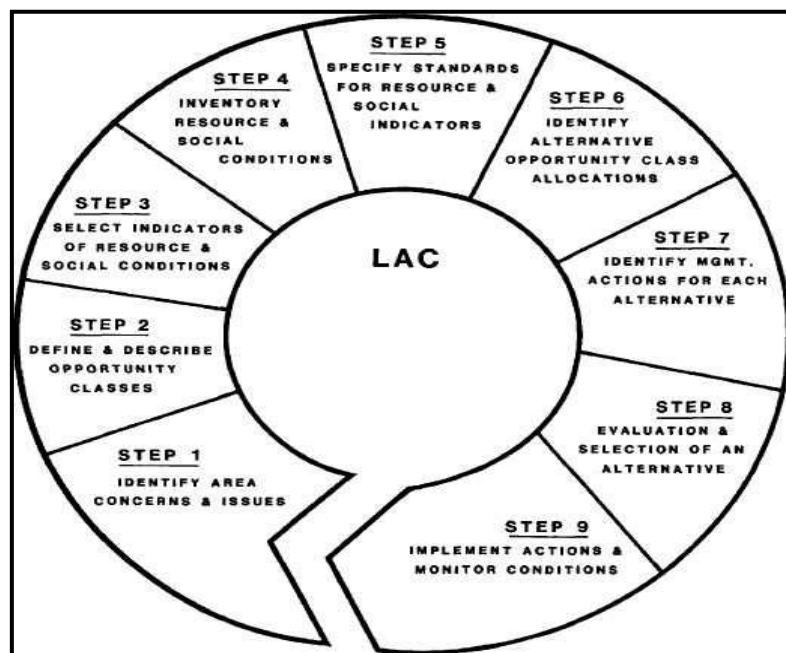 LAC
STEP 1
IDENTIFY AREA
CONCERNS & ISSUES
STEP 2
DEFINE & DESCRIBE
OPPORTUNITY
CLASSES
STEP 3
SELECT INDICATORS
OF RESOURCE &
SOCIAL CONDITIONS
STEP 4
INVENTORY
RESOURCE &
SOCIAL
CONDITIONS
STEP 5
SPECIFY STANDARDS
FOR RESOURCE &
SOCIAL
INDICATORS
STEP 6
IDENTIFY
ALTERNATIVE
OPPORTUNITY CLASS
ALLOCATIONS
STEP 7
IDENTIFY MGMT.
ACTIONS FOR EACH
ALTERNATIVE
STEP 8
EVALUATION &
SELECTION OF AN
ALTERNATIVE
STEP 9
IMPLEMENT ACTIONS &
MONITOR CONDITIONS